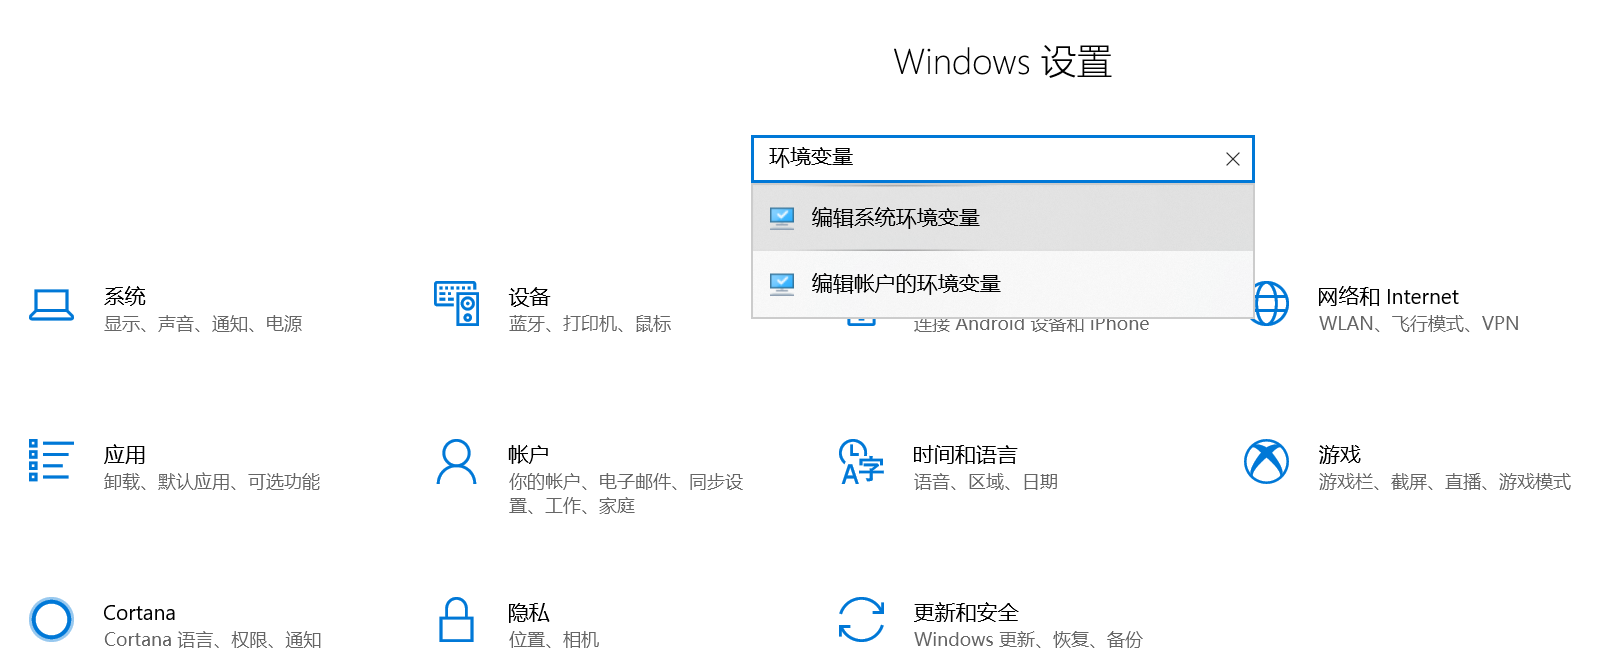 Windows 设置
环境变量
编辑系统环境变量
编辑帐户的环境变量
系统
显示、声音、通知、电源
设备
蓝牙、打印机、鼠标
连接 Android 设备和 iPhone
网络和 Internet
WLAN、飞行模式、VPN
应用
卸载、默认应用、可选功能
帐户
你的帐户、电子邮件、同步设
置、工作、家庭
时间和语言
语音、区域、日期
游戏
游戏栏、截屏、直播、游戏模式
Cortana
Cortana 语言、权限、通知
隐私
位置、相机
更新和安全
Windows 更新、恢复、备份